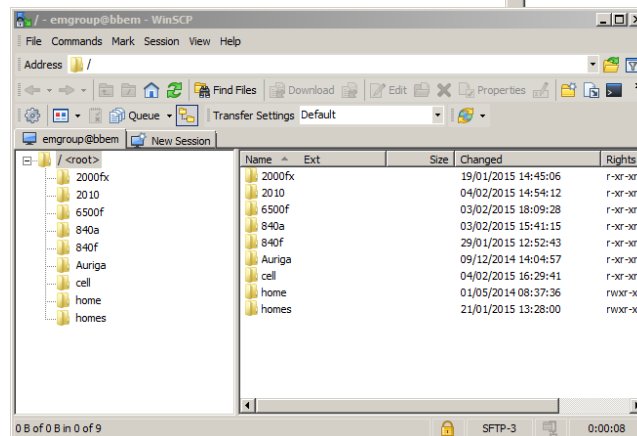 / - emgroup@bbem - WinSCP
File Commands Mark Session View Help
Address /
Find Files Download Edit Properties
Queue Transfer Settings Default
emgroup@bbem New Session
/ <root>
2000fx
2010
6500f
840a
840f
Auriga
cell
home
homes
Name Ext Size Changed Rights
2000fx 19/01/2015 14:45:06 r-xr-xr
2010 04/02/2015 14:54:12 r-xr-xr
6500f 03/02/2015 18:09:28 r-xr-xr
840a 03/02/2015 15:41:15 r-xr-xr
840f 29/01/2015 12:52:43 r-xr-xr
Auriga 09/12/2014 14:04:57 r-xr-xr
cell 04/02/2015 16:29:41 r-xr-xr
home 01/05/2014 08:37:36 rwxr-x
homes 21/01/2015 13:28:00 rwxr-x
0 B of 0 B in 0 of 9 SFTP-3 0:00:08